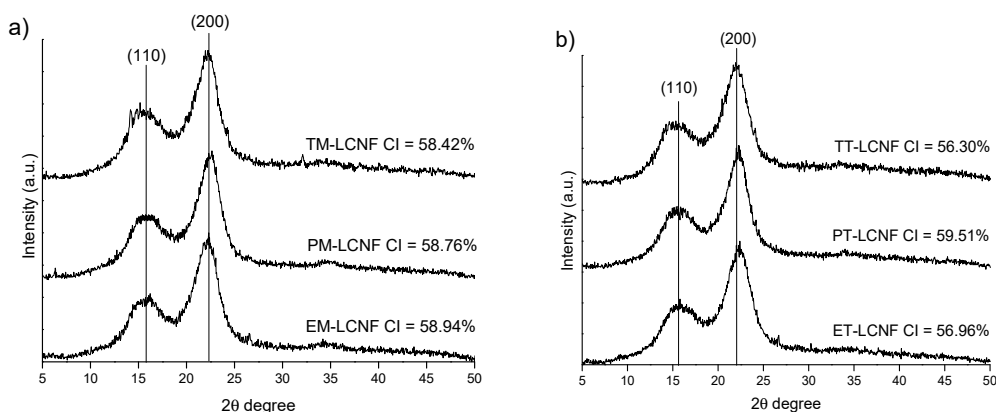 a)
(200)
(110)
TM-LCNF CI = 58.42%
PM-LCNF CI = 58.76%
EM-LCNF CI = 58.94%
Intensity (a.u.)
5 10 15 20 25 30 35 40 45 50
2θ degree
b)
(200)
(110)
TT-LCNF CI = 56.30%
PT-LCNF CI = 59.51%
ET-LCNF CI = 56.96%
Intensity (a.u.)
5 10 15 20 25 30 35 40 45 50
2θ degree